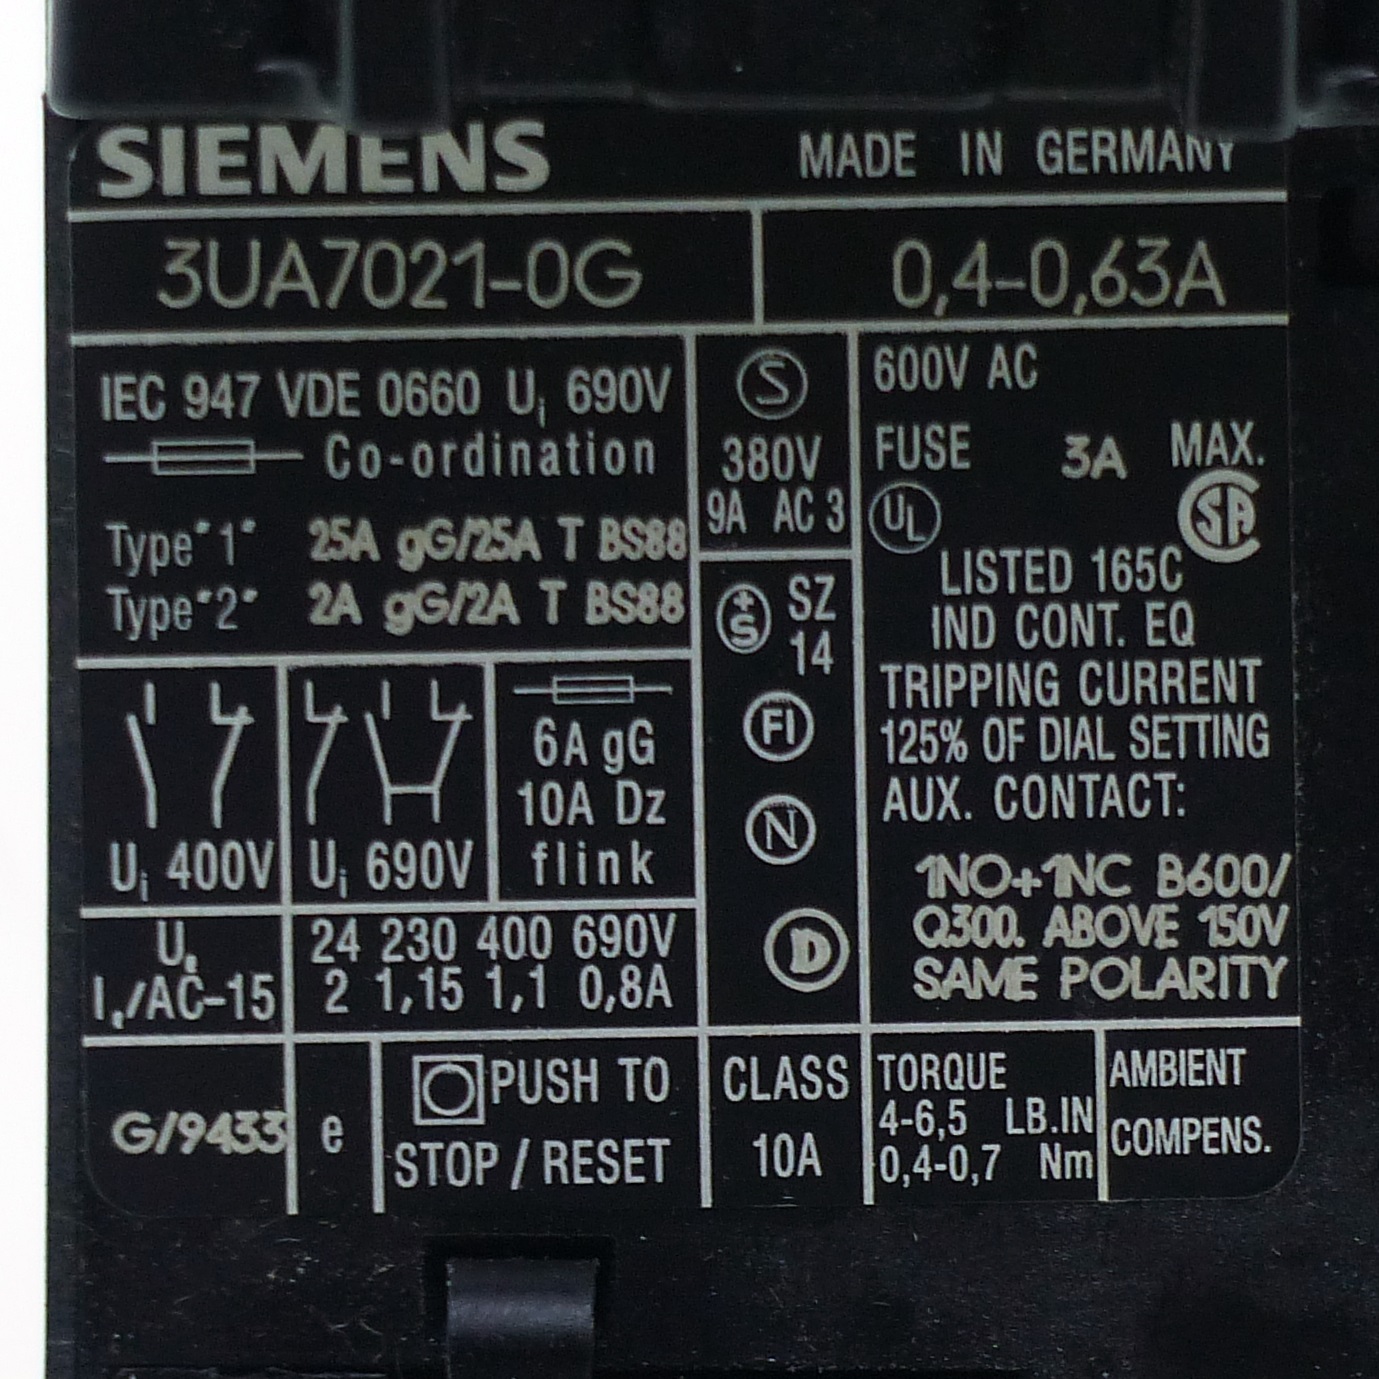 SIEMENS MADE IN GERMANY
3UA7021-0G 0,4-0,63A
IEC 947 VDE 0660 Ui 690V
Co-ordination
Type "1" 25A gG/25A T BS88
Type "2" 2A gG/2A T BS88
S
380V
9A AC 3
600V AC
FUSE 3A MAX.
UL SA
LISTED 165C
IND CONT. EQ
TRIPPING CURRENT
125% OF DIAL SETTING
AUX. CONTACT:
1NO+1NC B600/
Q300. ABOVE 150V
SAME POLARITY
+S SZ
14
FI
N
D
Ui 400V
Ui 690V
6A gG
10A Dz
flink
Ue 24 230 400 690V
Ie/AC-15 2 1,15 1,1 0,8A
G/9433
e
PUSH TO
STOP / RESET
CLASS
10A
TORQUE
4-6,5 LB.IN
0,4-0,7 Nm
AMBIENT
COMPENS.